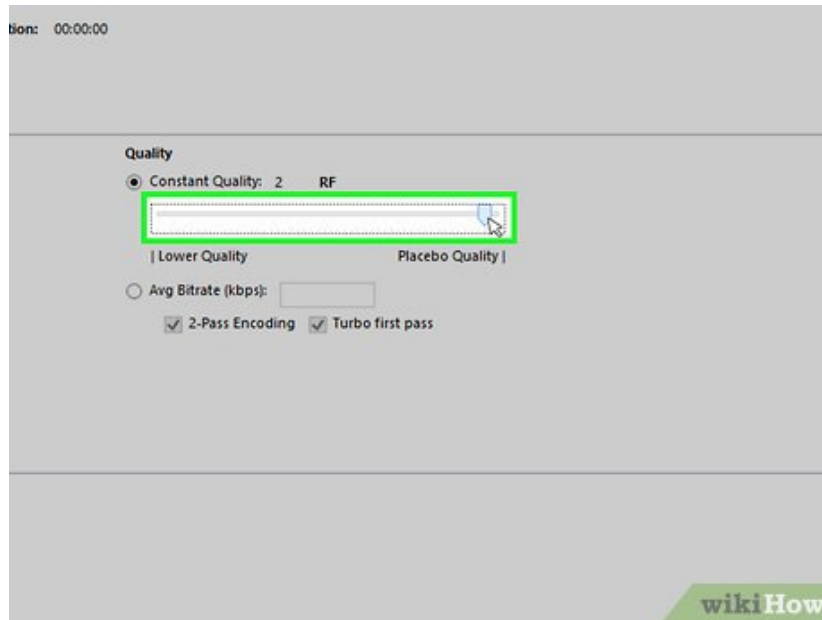 tion: 00:00:00
Quality
Constant Quality: 2 RF
| Lower Quality Placebo Quality |
Avg Bitrate (kbps):
2-Pass Encoding Turbo first pass
wikiHow